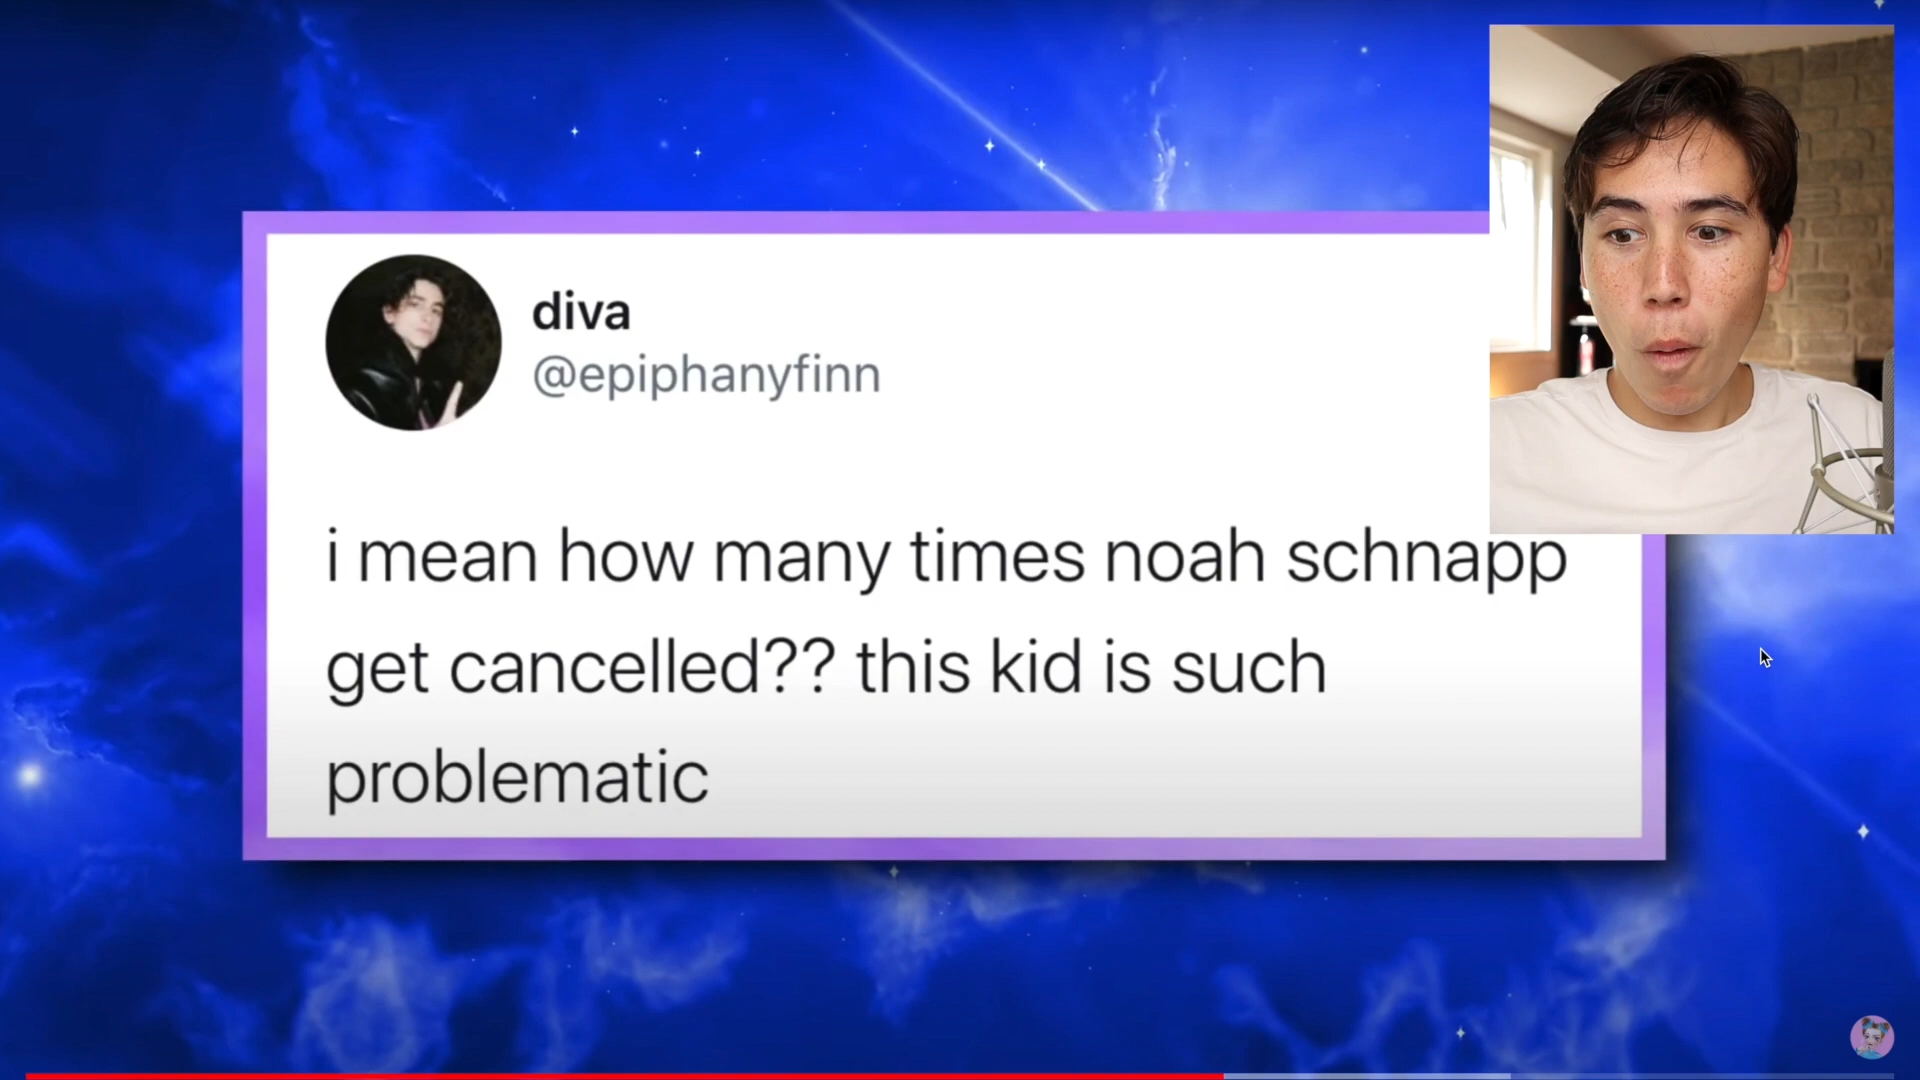 diva
@epiphanyfinn
i mean how many times noah schnapp
get cancelled?? this kid is such
problematic